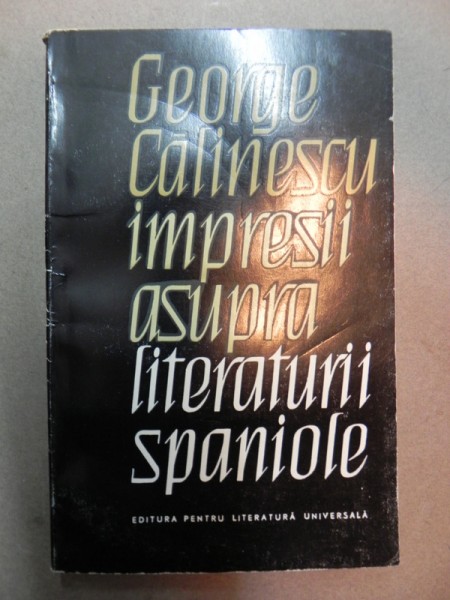 George
Călinescu
impresii
asupra
literaturii
spaniole
EDITURA PENTRU LITERATURĂ UNIVERSALĂ